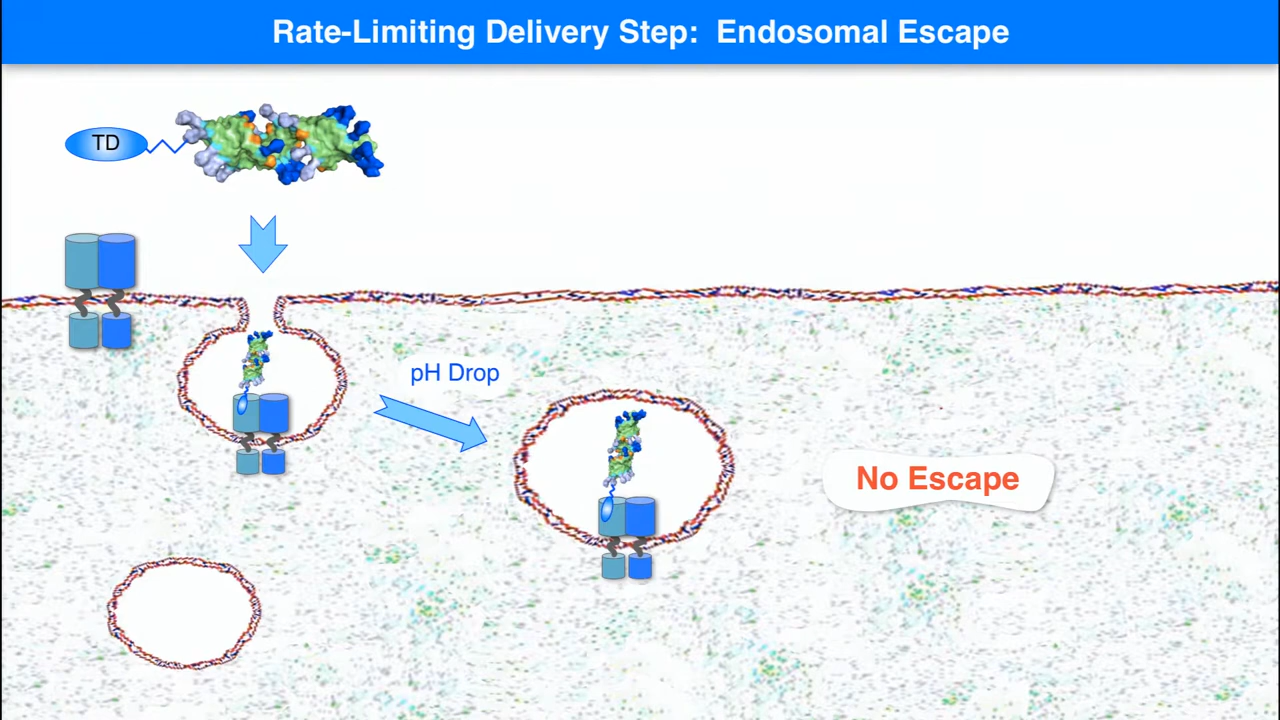 Rate-Limiting Delivery Step: Endosomal Escape
TD
pH Drop
No Escape